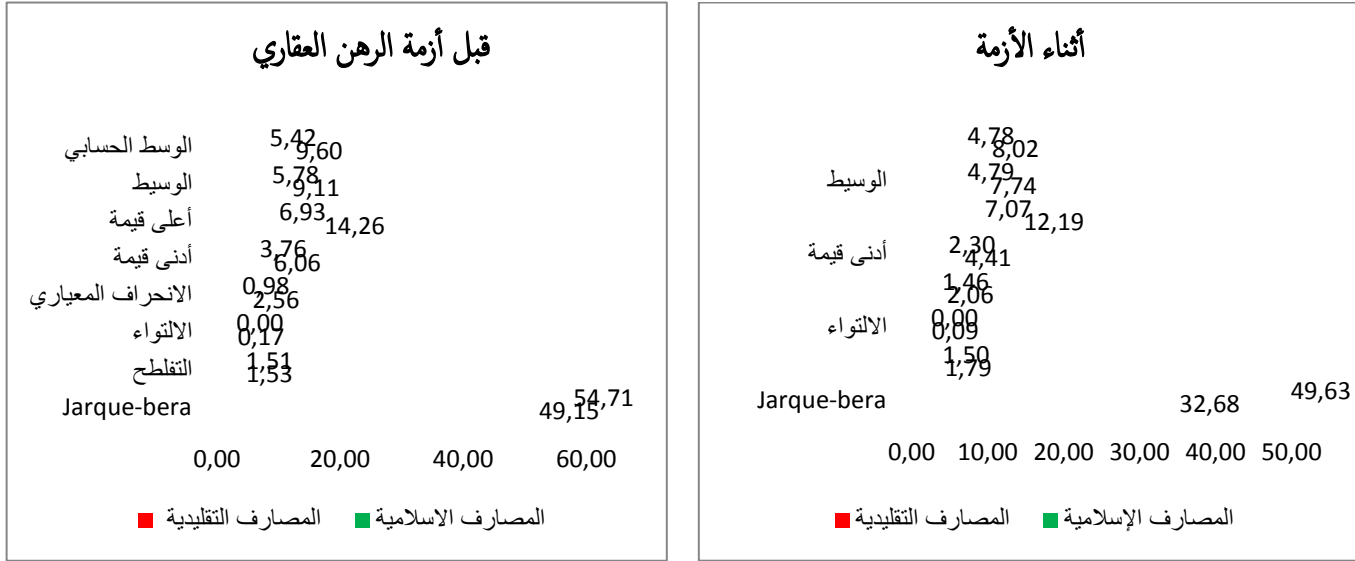 قبل أزمة الرهن العقاري
الوسط الحسابي
5,42
9,60
الوسيط
5,78
9,11
أعلى قيمة
6,93
14,26
أدنى قيمة
3,76
6,06
الانحراف المعياري
0,98
2,56
الالتواء
0,00
0,17
التفلطح
1,51
1,53
Jarque-bera
54,71
49,15
0,00 20,00 40,00 60,00
المصارف التقليدية المصارف الاسلامية
أثناء الأزمة
4,78
8,02
الوسيط
4,79
7,74
7,07
12,19
أدنى قيمة
2,30
4,41
1,46
2,06
الالتواء
0,00
0,09
1,50
1,79
Jarque-bera
49,63
32,68
0,00 10,00 20,00 30,00 40,00 50,00
المصارف التقليدية المصارف الإسلامية